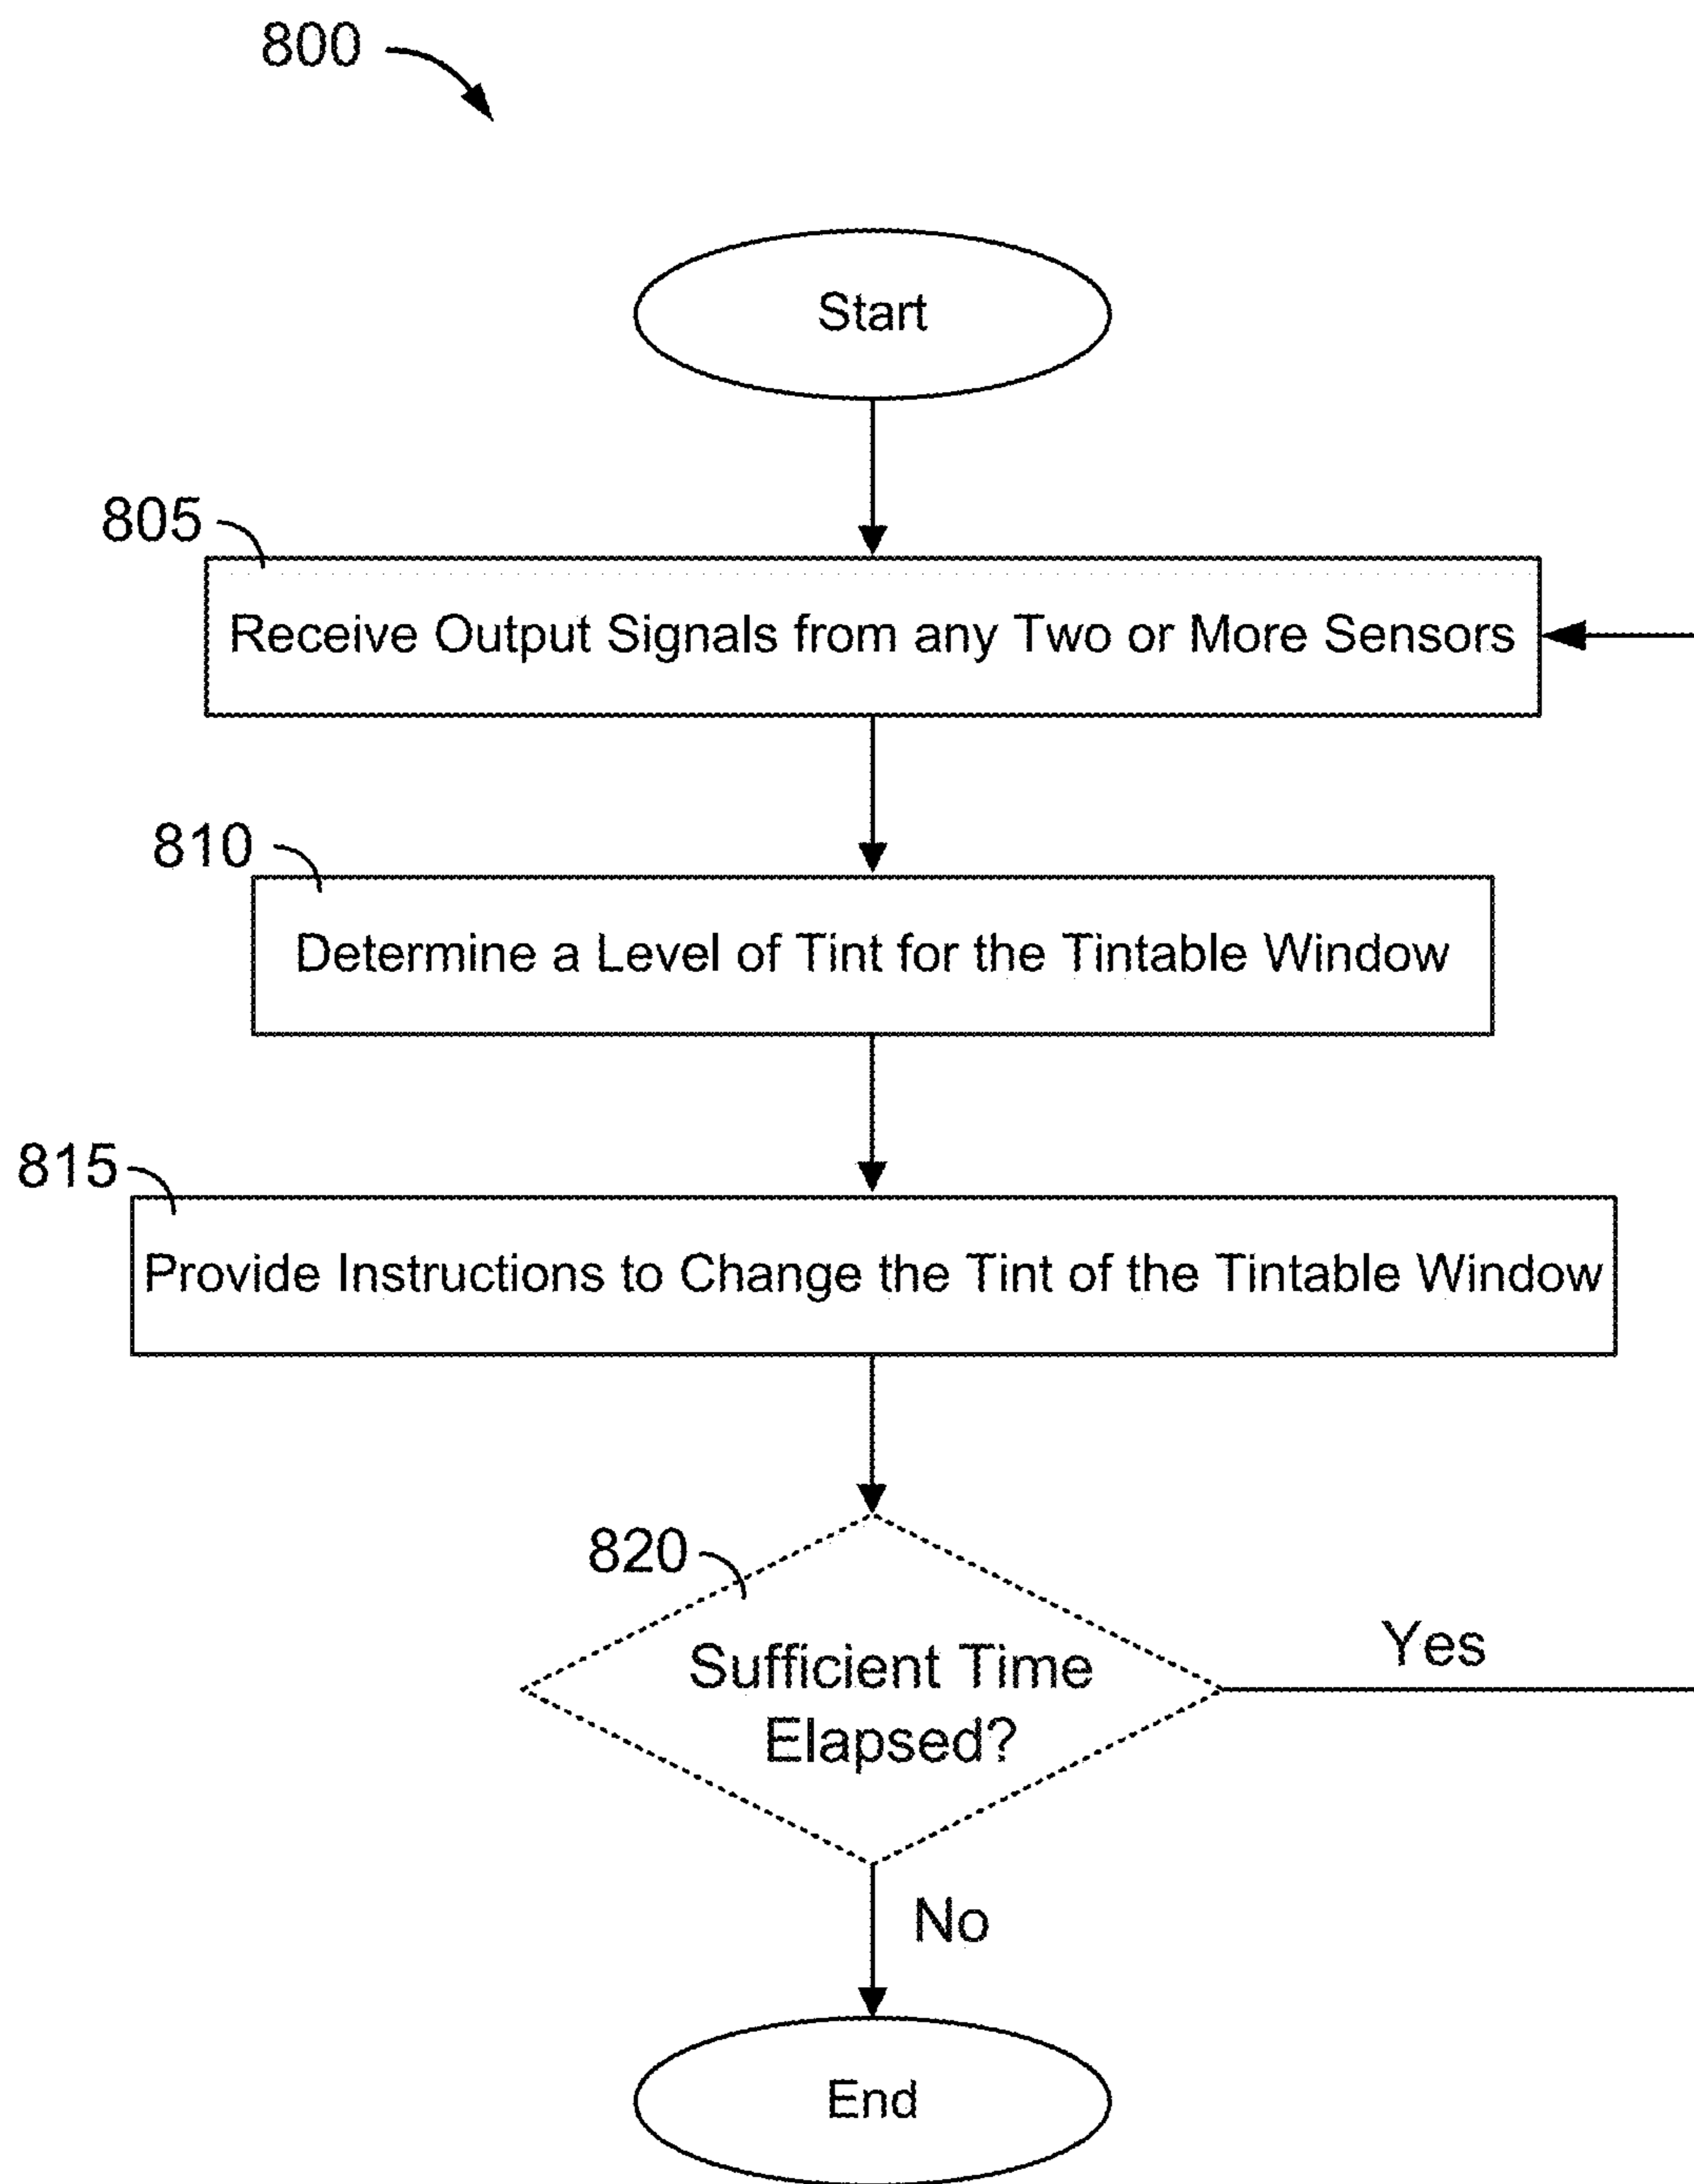 800
Start
805
Receive Output Signals from any Two or More Sensors
810
Determine a Level of Tint for the Tintable Window
815
Provide Instructions to Change the Tint of the Tintable Window
820
Sufficient Time
Elapsed?
Yes
No
End